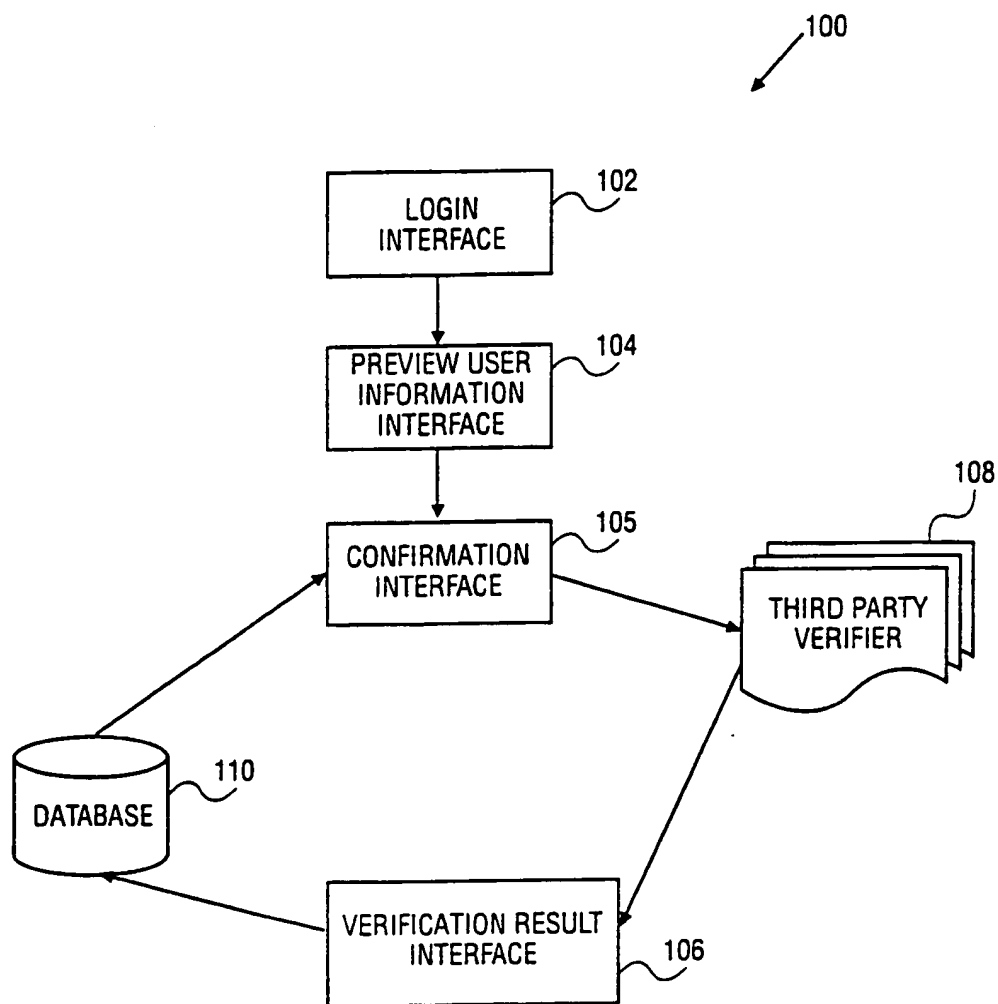 100
102
LOGIN
INTERFACE
104
PREVIEW USER
INFORMATION
INTERFACE
105
CONFIRMATION
INTERFACE
108
THIRD PARTY
VERIFIER
110
DATABASE
VERIFICATION RESULT
INTERFACE
106